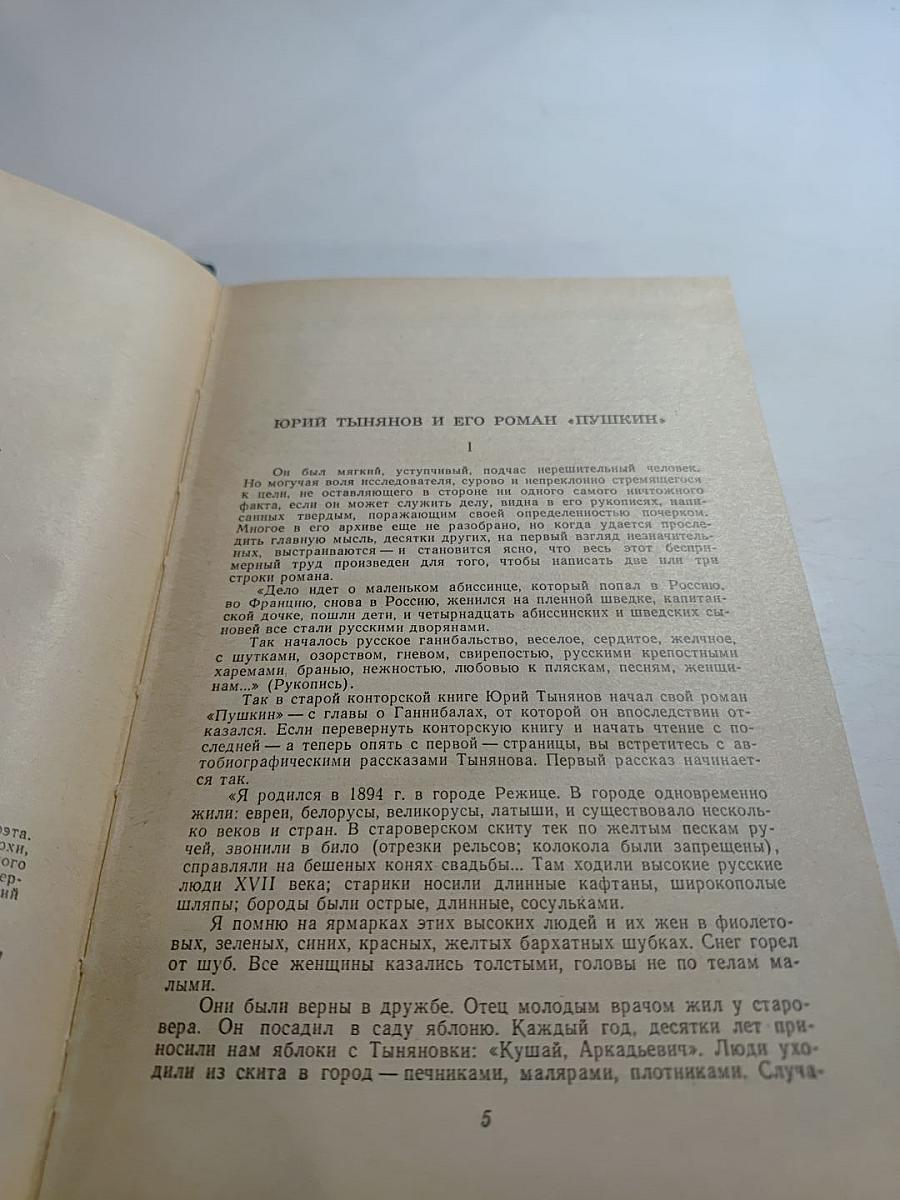 оэта.
охи,
ого
ер-
ий
ЮРИЙ ТЫНЯНОВ И ЕГО РОМАН «ПУШКИН»
1
Он был мягкий, уступчивый, подчас нерешительный человек.
Но могучая воля исследователя, сурово и непреклонно стремящегося
к цели, не оставляющего в стороне ни одного самого ничтожного
факта, если он может служить делу, видна в его рукописях, напи-
санных твердым, поражающим своей определенностью почерком.
Многое в его архиве еще не разобрано, но когда удается просле-
дить главную мысль, десятки других, на первый взгляд незначитель-
ных, выстраиваются — и становится ясно, что весь этот беспри-
мерный труд произведен для того, чтобы написать две или три
строки романа.
«Дело идет о маленьком абиссинце, который попал в Россию,
во Францию, снова в Россию, женился на пленной шведке, капитан-
ской дочке, пошли дети, и четырнадцать абиссинских и шведских сы-
новей все стали русскими дворянами.
Так началось русское ганибальство, веселое, сердитое, желчное,
с шутками, озорством, гневом, свирепостью, русскими крепостными
харемами, бранью, нежностью, любовью к пляскам, песням, женщи-
нам...» (Рукопись).
Так в старой конторской книге Юрий Тынянов начал свой роман
«Пушкин» — с главы о Ганнибалах, от которой он впоследствии от-
казался. Если перевернуть конторскую книгу и начать чтение с по-
следней — а теперь опять с первой — страницы, вы встретитесь с ав-
тобиографическими рассказами Тынянова. Первый рассказ начинает-
ся так.
«Я родился в 1894 г. в городе Режице. В городе одновременно
жили: евреи, белорусы, великорусы, латыши, и существовало несколь-
ко веков и стран. В староверском скиту тек по желтым пескам ру-
чей, звонили в било (отрезки рельсов; колокола были запрещены),
справляли на бешеных конях свадьбы... Там ходили высокие русские
люди XVII века; старики носили длинные кафтаны, широкополые
шляпы; бороды были острые, длинные, сосульками.
Я помню на ярмарках этих высоких людей и их жен в фиолето-
вых, зеленых, синих, красных, желтых бархатных шубках. Снег горел
от шуб. Все женщины казались толстыми, головы не по телам ма-
лыми.
Они были верны в дружбе. Отец молодым врачом жил у старо-
вера. Он посадил в саду яблоню. Каждый год, десятки лет при-
носили нам яблоки с Тыняновки: «Кушай, Аркадьевич». Люди ухо-
дили из скита в город — печниками, малярами, плотниками. Случа-
5